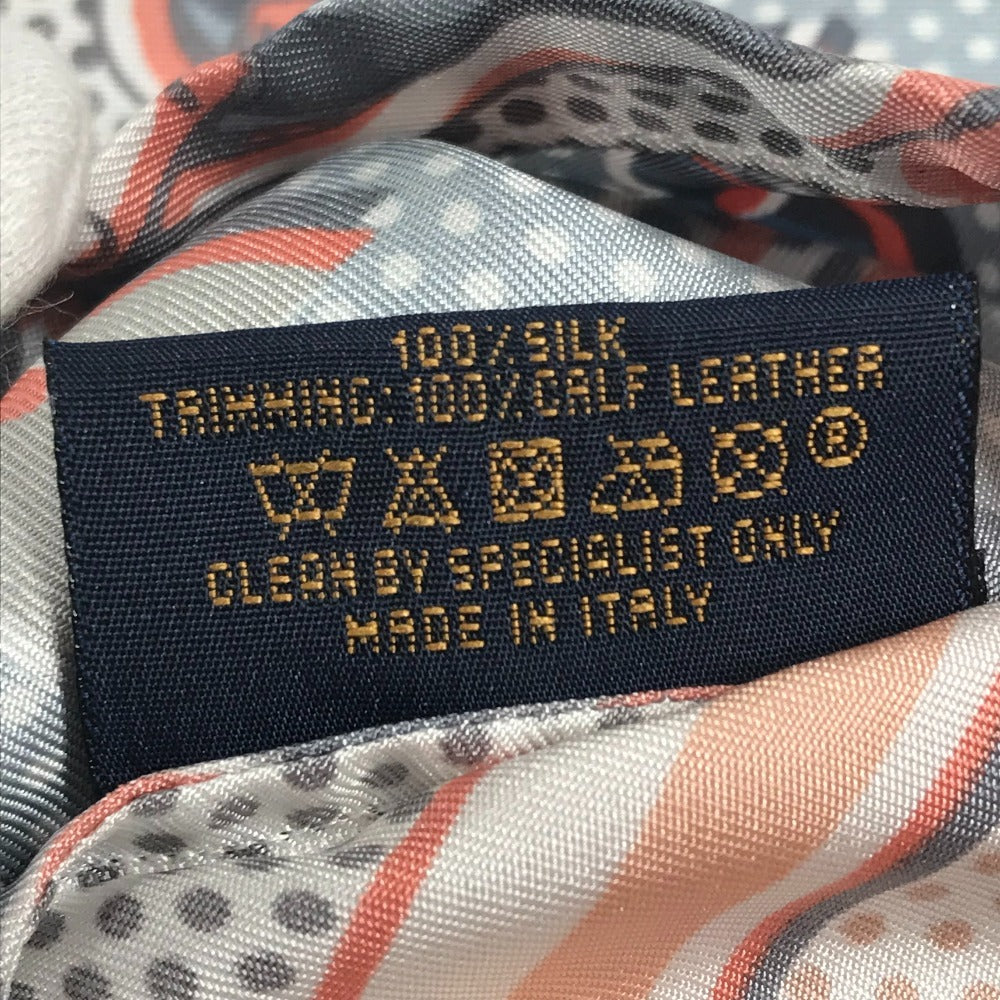 100% SILK
TRIMMING: 100% CALF LEATHER
®
CLEAN BY SPECIALIST ONLY
MADE IN ITALY